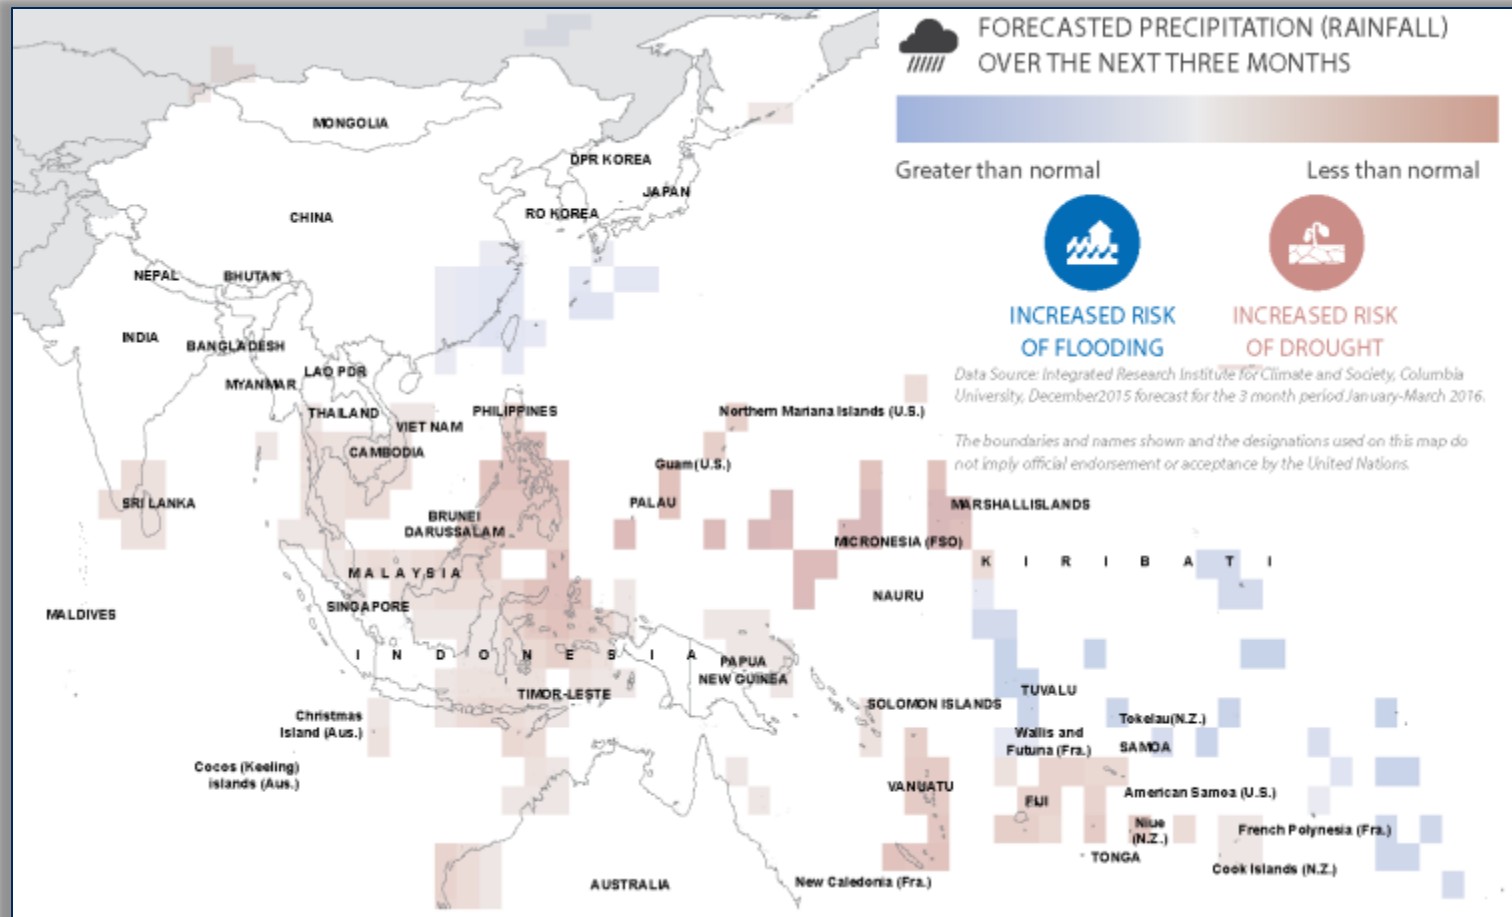 FORECASTED PRECIPITATION (RAINFALL)
OVER THE NEXT THREE MONTHS
Greater than normal
Less than normal
INCREASED RISK
OF FLOODING
INCREASED RISK
OF DROUGHT
Data Source: Integrated Research Institute for Climate and Society, Columbia
University, December2015 forecast for the 3 month period January-March 2016.
The boundaries and names shown and the designations used on this map do
not imply official endorsement or acceptance by the United Nations.
MONGOLIA
DPR KOREA
JAPAN
RO KOREA
CHINA
NEPAL
BHUTAN
INDIA
BANGLADESH
LAO PDR
MYANMAR
THAILAND
VIET NAM
PHILIPPINES
Northern Mariana Islands (U.S.)
CAMBODIA
Guam(U.S.)
SRI LANKA
PALAU
MARSHALL ISLANDS
BRUNEI
DARUSSALAM
MICRONESIA (FSO)
KIRIBATI
MALAYSIA
NAURU
SINGAPORE
MALDIVES
INDONESIA
PAPUA
NEW GUINEA
TIMOR-LESTE
TUVALU
SOLOMON ISLANDS
Christmas
Island (Aus.)
Tokelau(N.Z.)
Wallis and
Futuna (Fra.)
SAMOA
Cocos (Keeling)
islands (Aus.)
VANUATU
FIJI
American Samoa (U.S.)
Niue
(N.Z.)
French Polynesia (Fra.)
TONGA
Cook Islands (N.Z.)
AUSTRALIA
New Caledonia (Fra.)